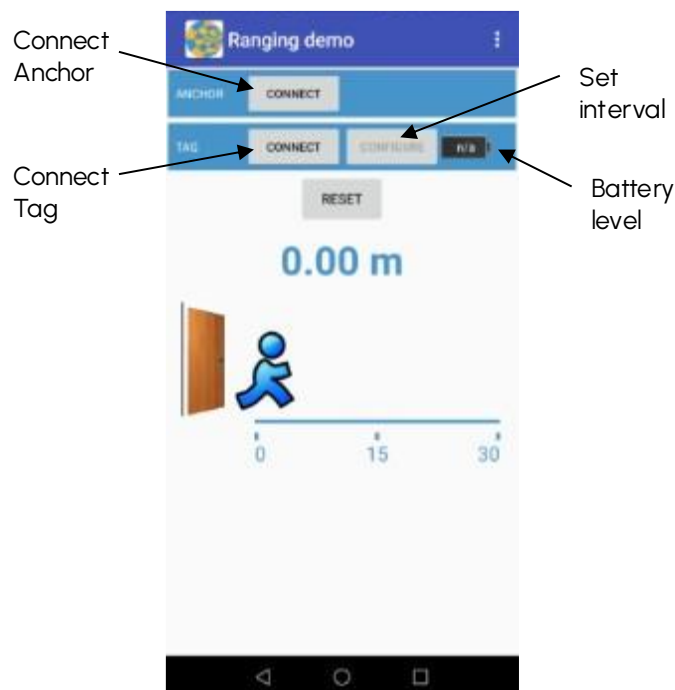 Connect
Anchor
Ranging demo
ANCHOR
CONNECT
Set
interval
TAG
CONNECT
CONFIGURE
n/a
Connect
Tag
Battery
level
RESET
0.00 m
0
15
30